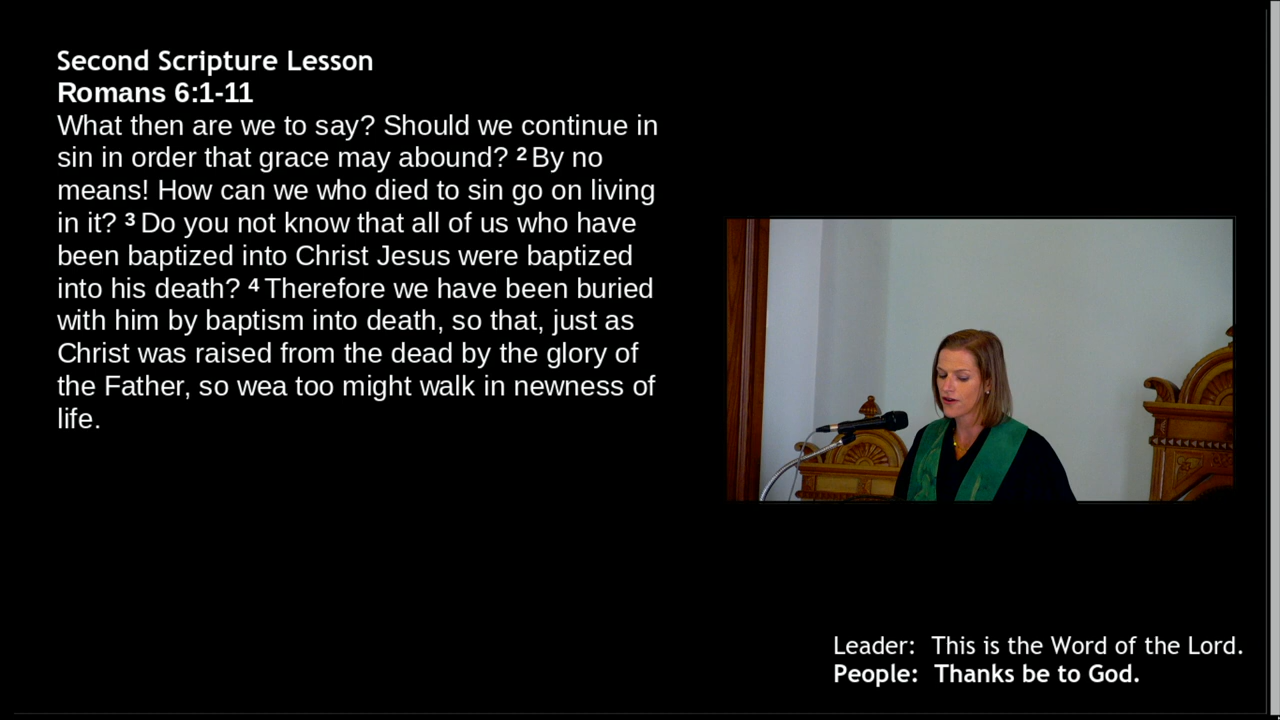 Second Scripture Lesson
Romans 6:1-11
What then are we to say? Should we continue in
sin in order that grace may abound? 2 By no
means! How can we who died to sin go on living
in it? 3 Do you not know that all of us who have
been baptized into Christ Jesus were baptized
into his death? 4 Therefore we have been buried
with him by baptism into death, so that, just as
Christ was raised from the dead by the glory of
the Father, so wea too might walk in newness of
life.
Leader: This is the Word of the Lord.
People: Thanks be to God.